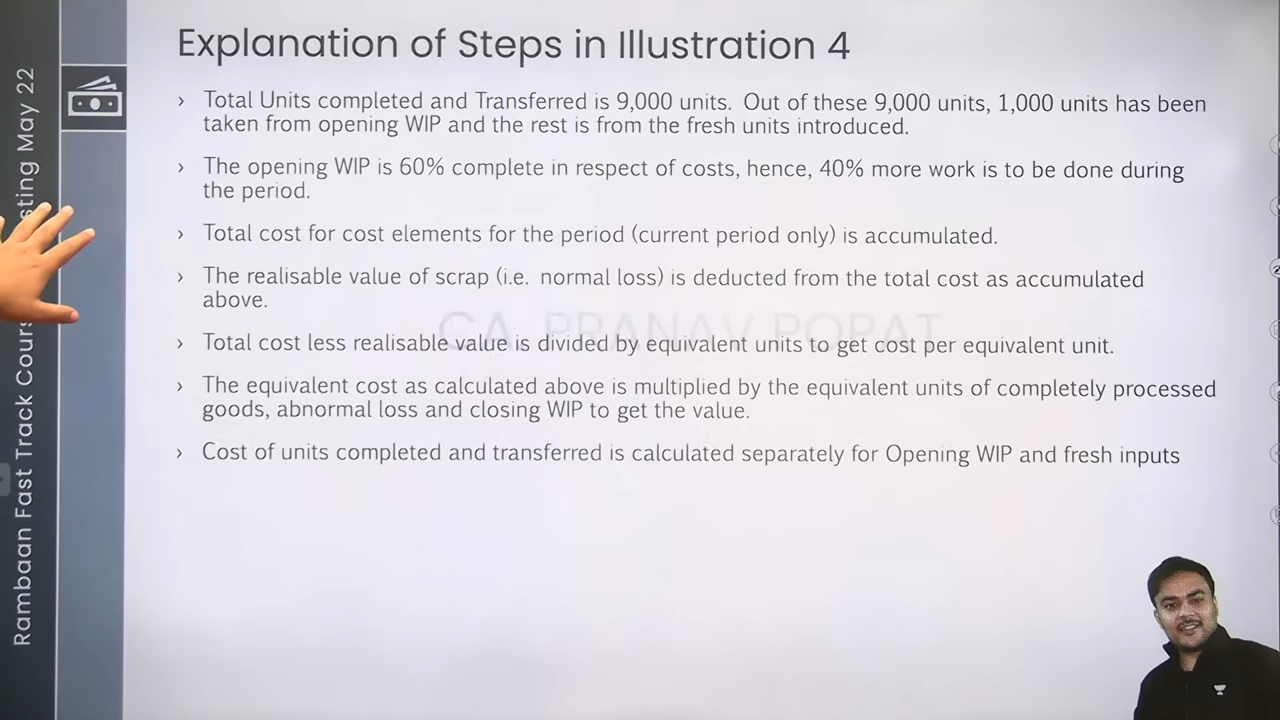 Explanation of Steps in Illustration 4
› Total Units completed and Transferred is 9,000 units. Out of these 9,000 units, 1,000 units has been
taken from opening WIP and the rest is from the fresh units introduced.
› The opening WIP is 60% complete in respect of costs, hence, 40% more work is to be done during
the period.
› Total cost for cost elements for the period (current period only) is accumulated.
› The realisable value of scrap (i.e. normal loss) is deducted from the total cost as accumulated
above.
› Total cost less realisable value is divided by equivalent units to get cost per equivalent unit.
› The equivalent cost as calculated above is multiplied by the equivalent units of completely processed
goods, abnormal loss and closing WIP to get the value.
› Cost of units completed and transferred is calculated separately for Opening WIP and fresh inputs
CA PRANAV POPAT
Rambaan Fast Track Cours
sting May 22